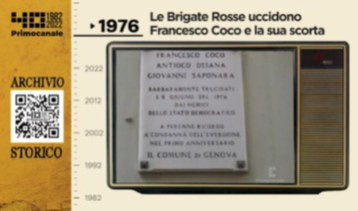 40 1982 2022
Primocanale
1976
Le Brigate Rosse uccidono
Francesco Coco e la sua scorta
ARCHIVIO
STORICO
2022
2012
2002
1992
1982
FRANCESCO COCO
ANTIOCO DEIANA
GIOVANNI SAPONARA
BARBARAMENTE TRUCIDATI
L'8 GIUGNO DEL 1976
DAI NEMICI
DELLO STATO DEMOCRATICO
A PERENNE RICORDO
A CONDANNA DELL'EVERSIONE
NEL PRIMO ANNIVERSARIO
IL COMUNE DI GENOVA